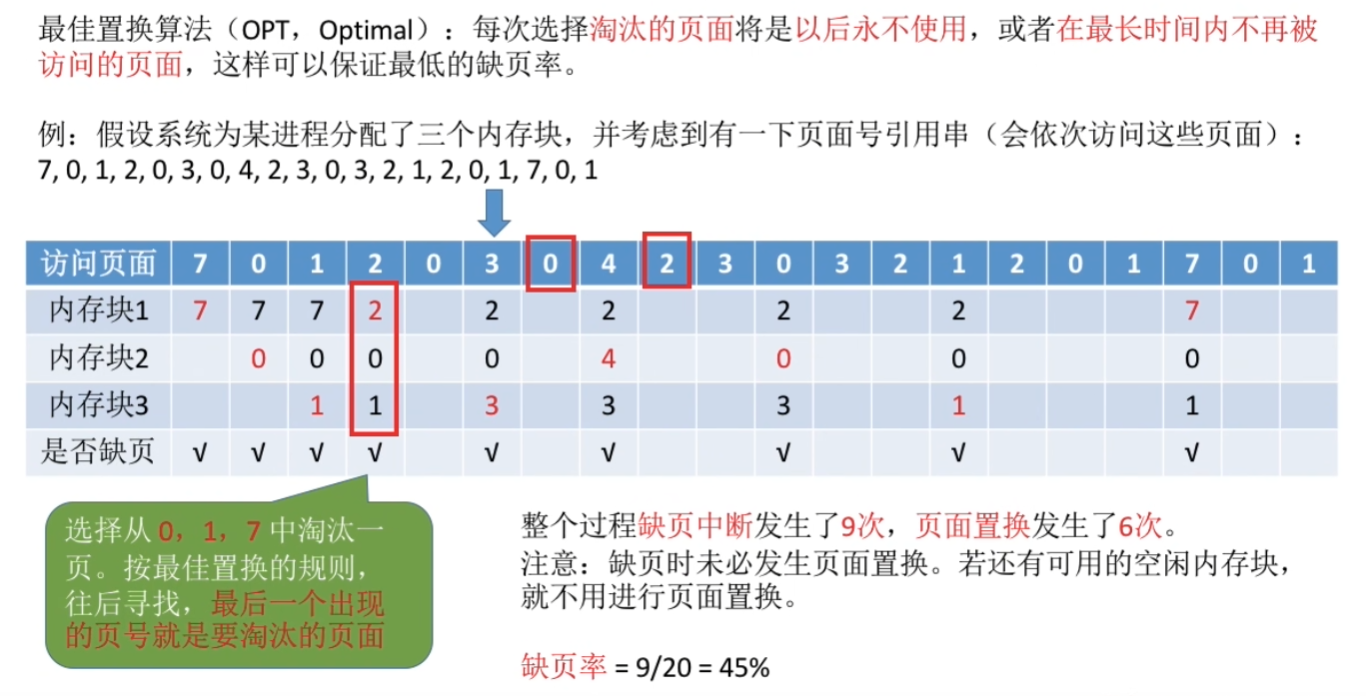 最佳置换算法（OPT，Optimal）：每次选择淘汰的页面将是以后永不使用，或者在最长时间内不再被
访问的页面，这样可以保证最低的缺页率。
例：假设系统为某进程分配了三个内存块，并考虑到有一下页面号引用串（会依次访问这些页面）：
7, 0, 1, 2, 0, 3, 0, 4, 2, 3, 0, 3, 2, 1, 2, 0, 1, 7, 0, 1
访问页面 7 0 1 2 0 3 0 4 2 3 0 3 2 1 2 0 1 7 0 1
内存块1 7 7 7 2 2 2 2 2 7
内存块2 0 0 0 0 4 0 0 0
内存块3 1 1 3 3 3 1 1
是否缺页 √ √ √ √ √ √ √ √ √
选择从 0，1，7 中淘汰一
页。按最佳置换的规则，
往后寻找，最后一个出现
的页号就是要淘汰的页面
整个过程缺页中断发生了9次，页面置换发生了6次。
注意：缺页时未必发生页面置换。若还有可用的空闲内存块，
就不用进行页面置换。
缺页率 = 9/20 = 45%